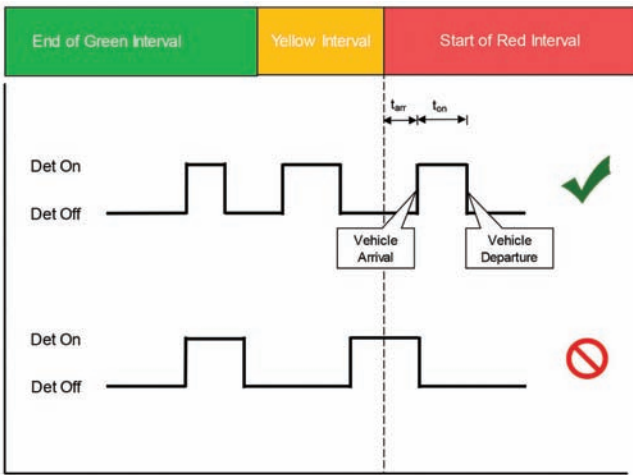 End of Green Interval
Yellow Interval
Start of Red Interval
tarr
ton
Det On
Det Off
Vehicle
Arrival
Vehicle
Departure
Det On
Det Off